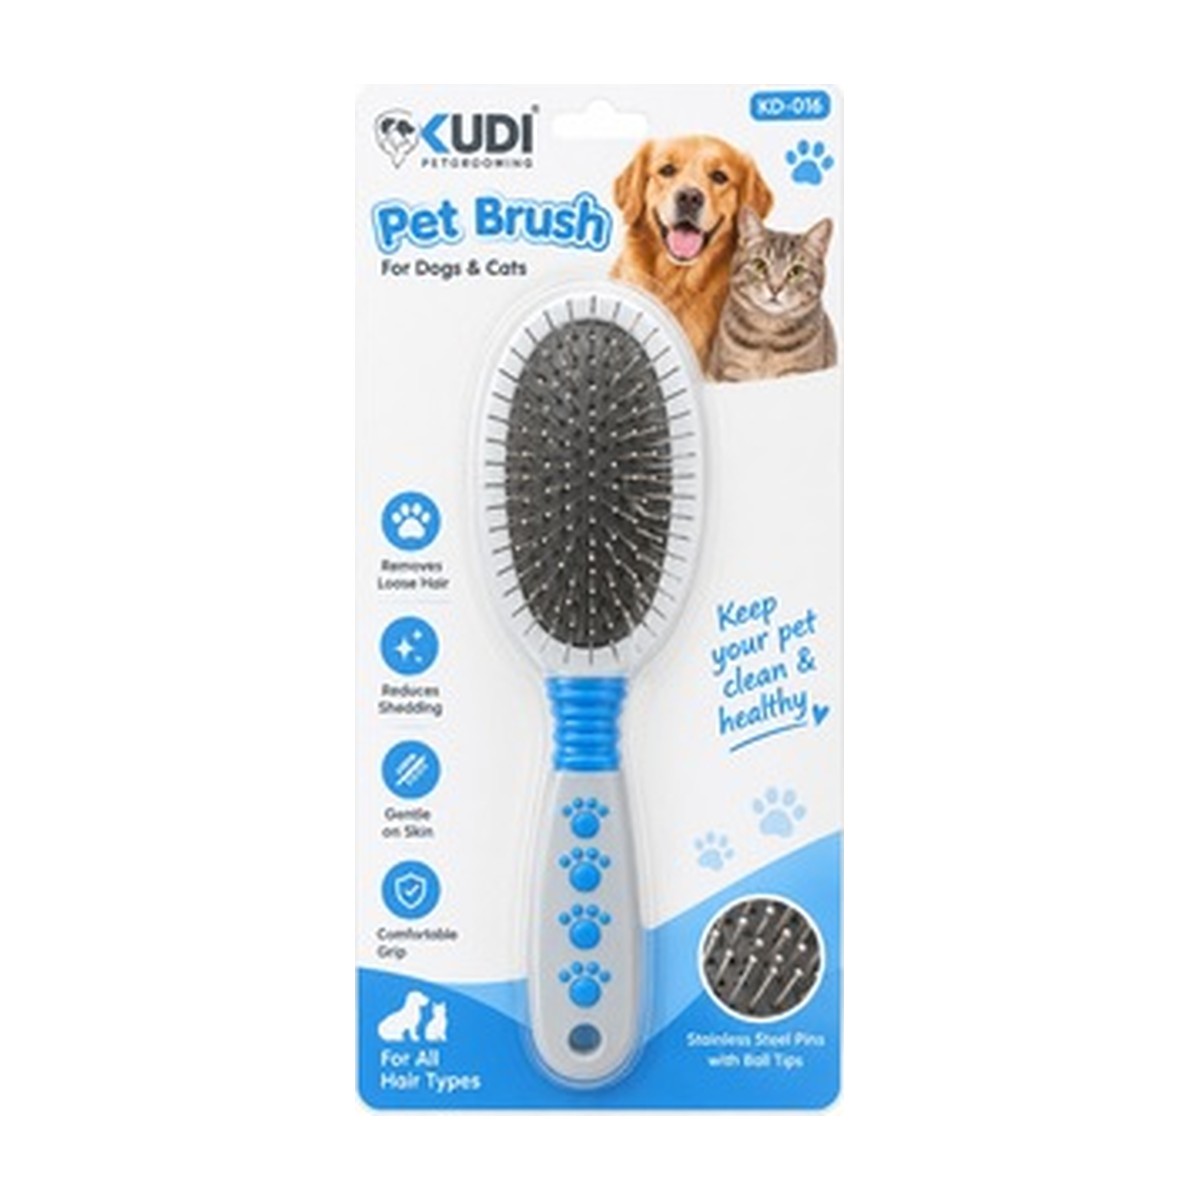 KUDI®
PETGROOMING
KD-016
Pet Brush
For Dogs & Cats
Removes
Loose Hair
Reduces
Shedding
Gentle
on Skin
Comfortable
Grip
Keep
your pet
clean &
healthy
For All
Hair Types
Stainless Steel Pins
with Ball Tips